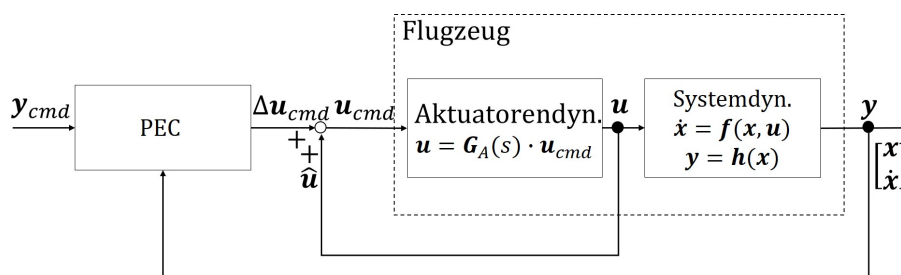 Flugzeug
y_cmd
PEC
Δu_cmd
u_cmd
+
+
û
Aktuatorendyn.
u = G_A(s) · u_cmd
u
Systemdyn.
ẋ = f(x, u)
y = h(x)
y
[x
ẋ